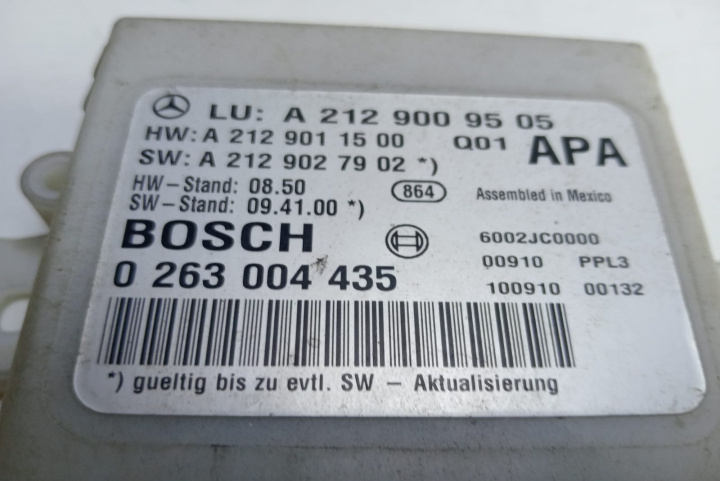 LU: A 212 900 95 05
HW: A 212 901 15 00 Q01 APA
SW: A 212 902 79 02 *)
HW-Stand: 08.50 864 Assembled in Mexico
SW-Stand: 09.41.00 *)
BOSCH 6002JC0000
0 263 004 435 00910 PPL3
100910 00132
*) gueltig bis zu evtl. SW - Aktualisierung